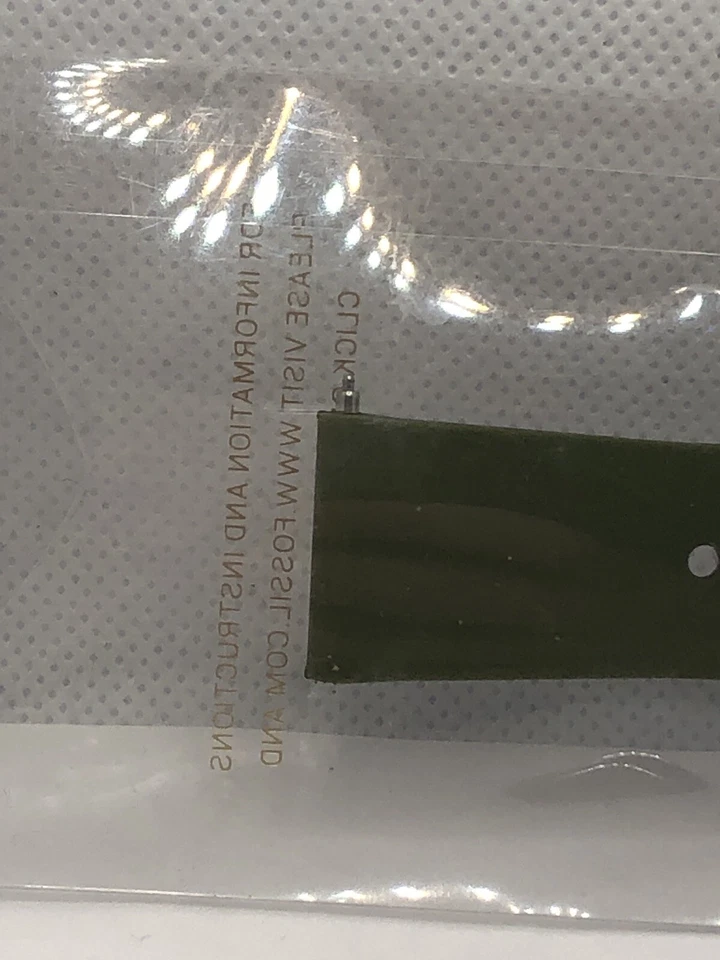 FOR INFORMATION AND INSTRUCTIONS
PLEASE VISIT WWW.FOSSIL.COM AND
CLICK